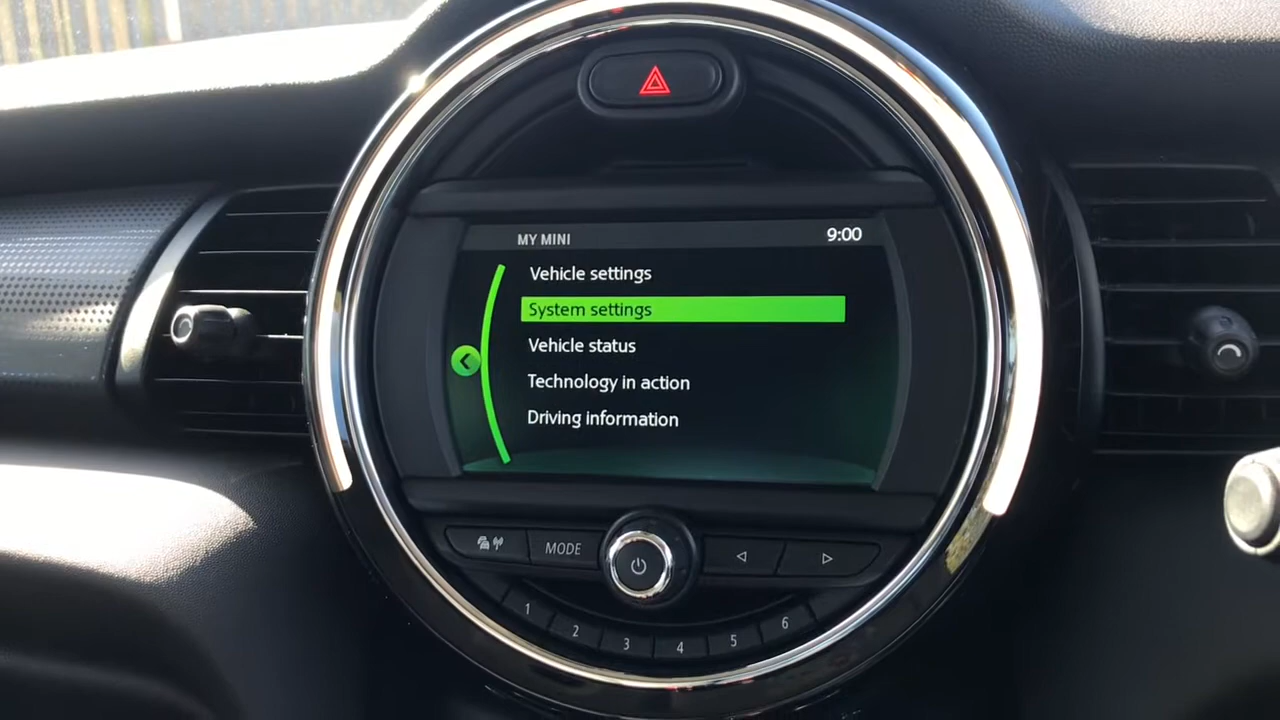 MY MINI 9:00
Vehicle settings
System settings
Vehicle status
Technology in action
Driving information
MODE
1 2 3 4 5 6